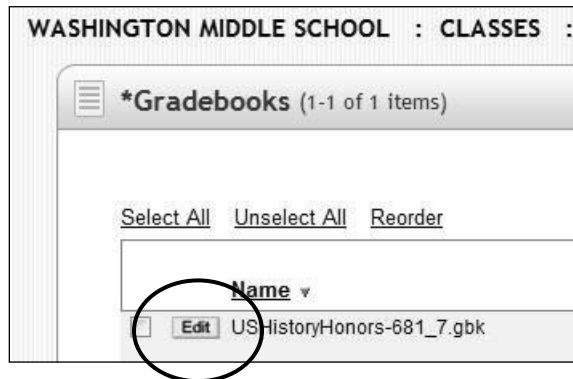 WASHINGTON MIDDLE SCHOOL : CLASSES :
*Gradebooks (1-1 of 1 items)
Select All Unselect All Reorder
Name
Edit USHistoryHonors-681_7.gbk